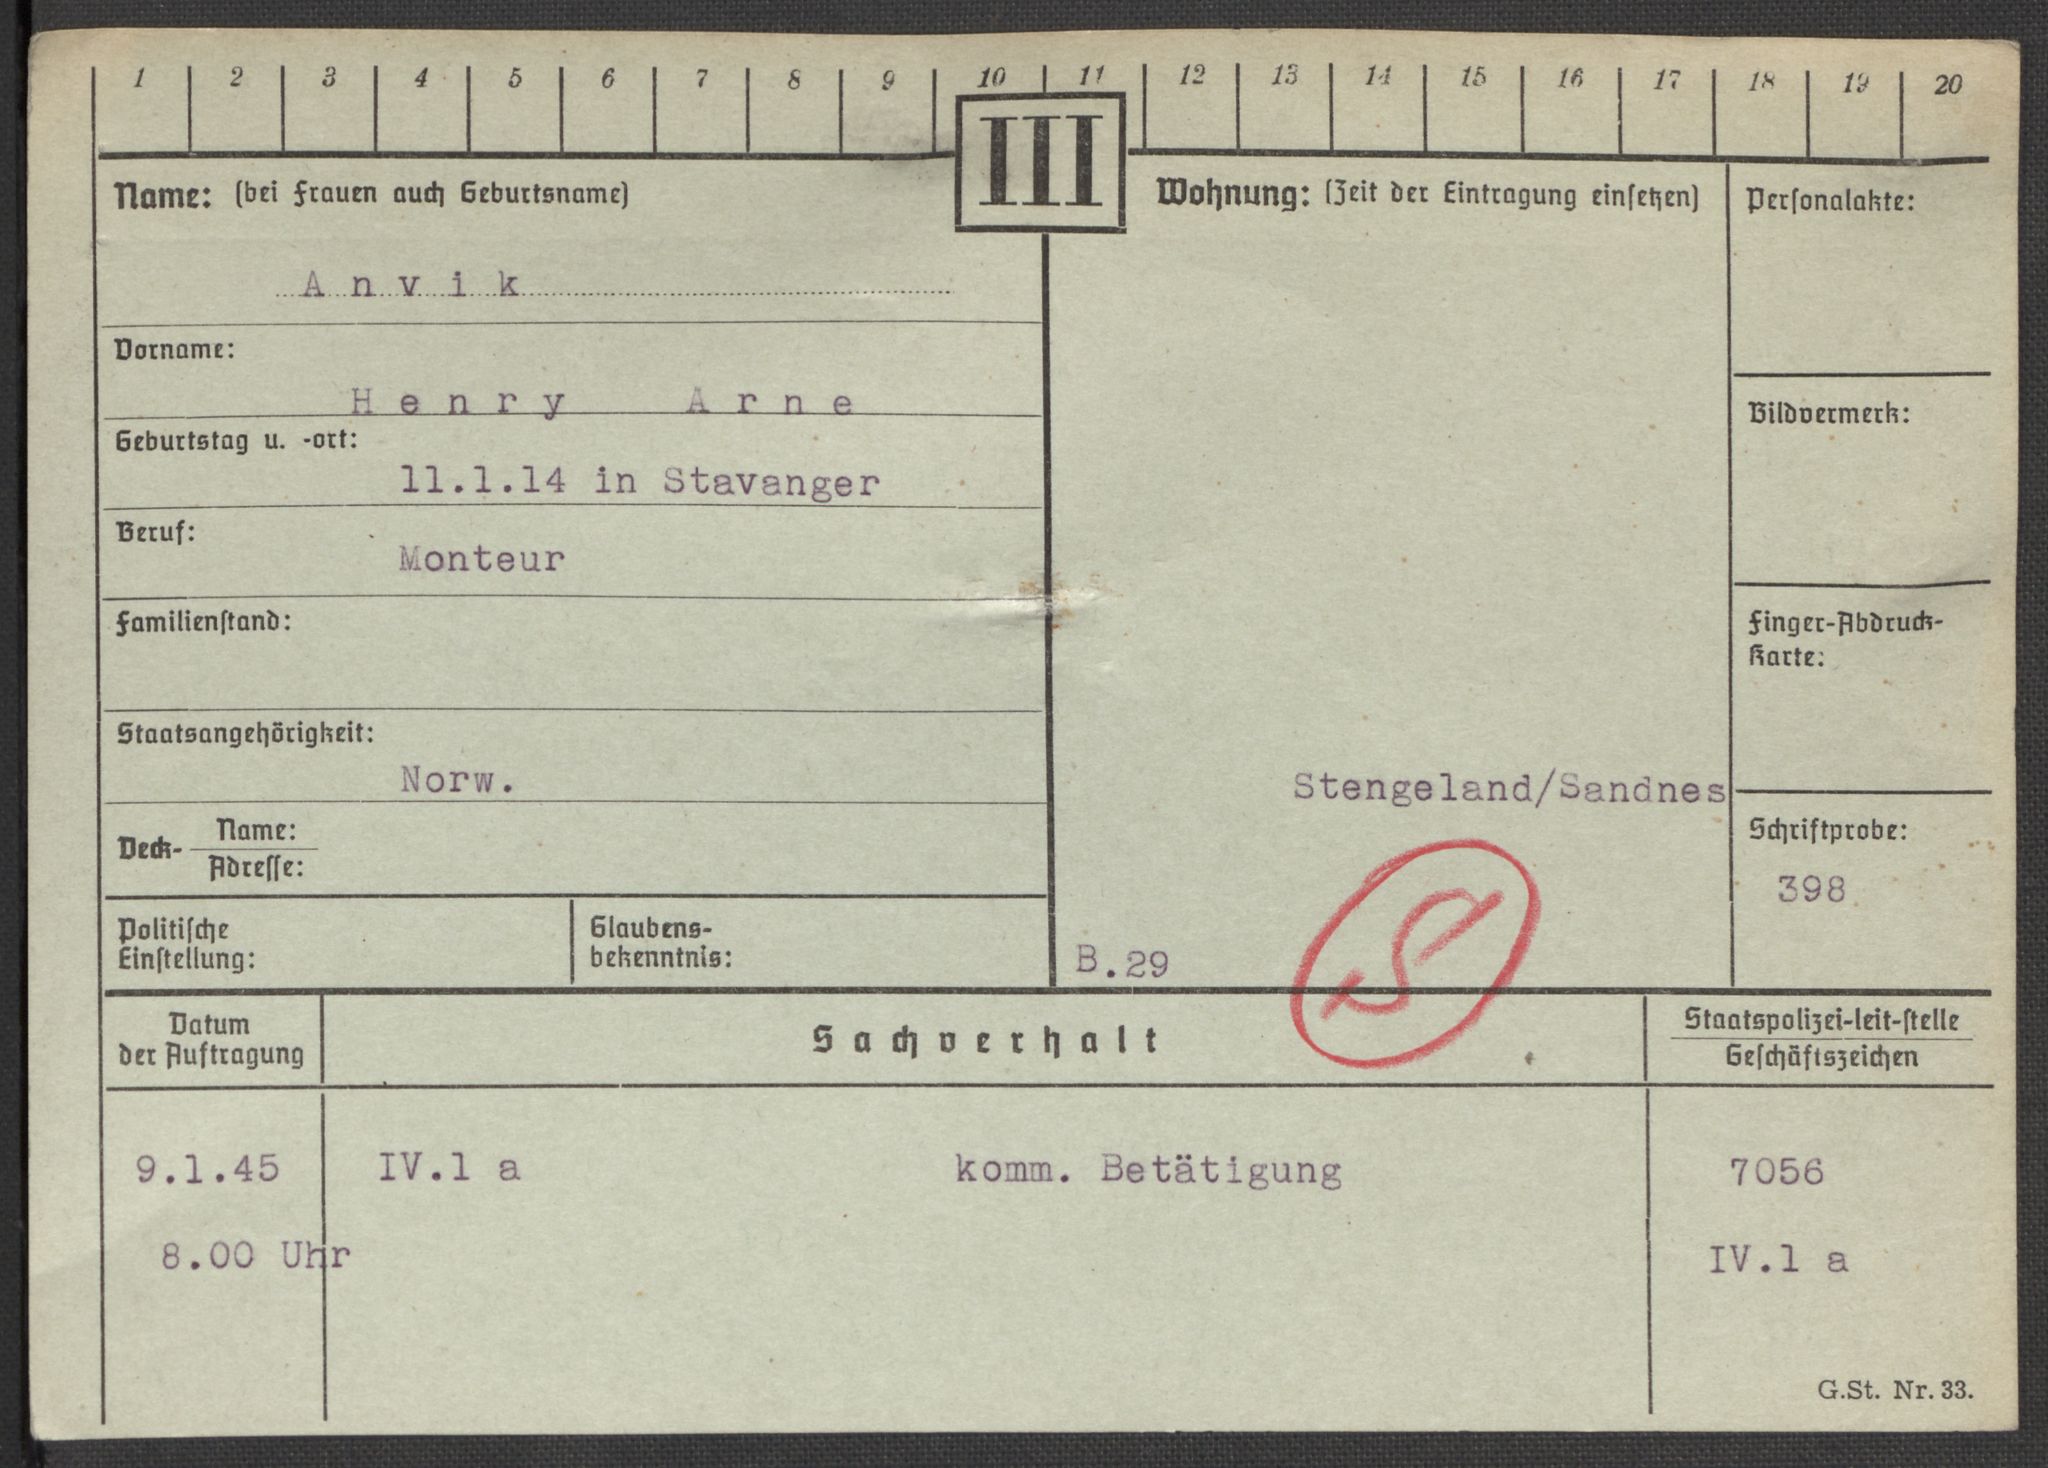 1 2 3 4 5 6 7 8 9 10 11 12 13 14 15 16 17 18 19 20
III
Name: (bei Frauen auch Geburtsname)
Anvik
Vorname:
Henry Arne
Geburtstag u. -ort:
11.1.14 in Stavanger
Beruf:
Monteur
Familienstand:
Staatsangehörigkeit:
Norw.
Deck-
Name:
Adresse:
Politische
Einstellung:
Glaubens-
bekenntnis:
Wohnung: (Zeit der Eintragung einsetzen)
Stengeland/Sandnes
B.29
S
Personalakte:
Bildvermerk:
Finger-Abdruck-
Karte:
Schriftprobe:
398
Datum
der Auftragung
Sachverhalt
Staatspolizei-leit-stelle
Geschäftszeichen
9.1.45 IV.1 a komm. Betätigung 7056
8.00 Uhr IV.1 a
G.St. Nr. 33.